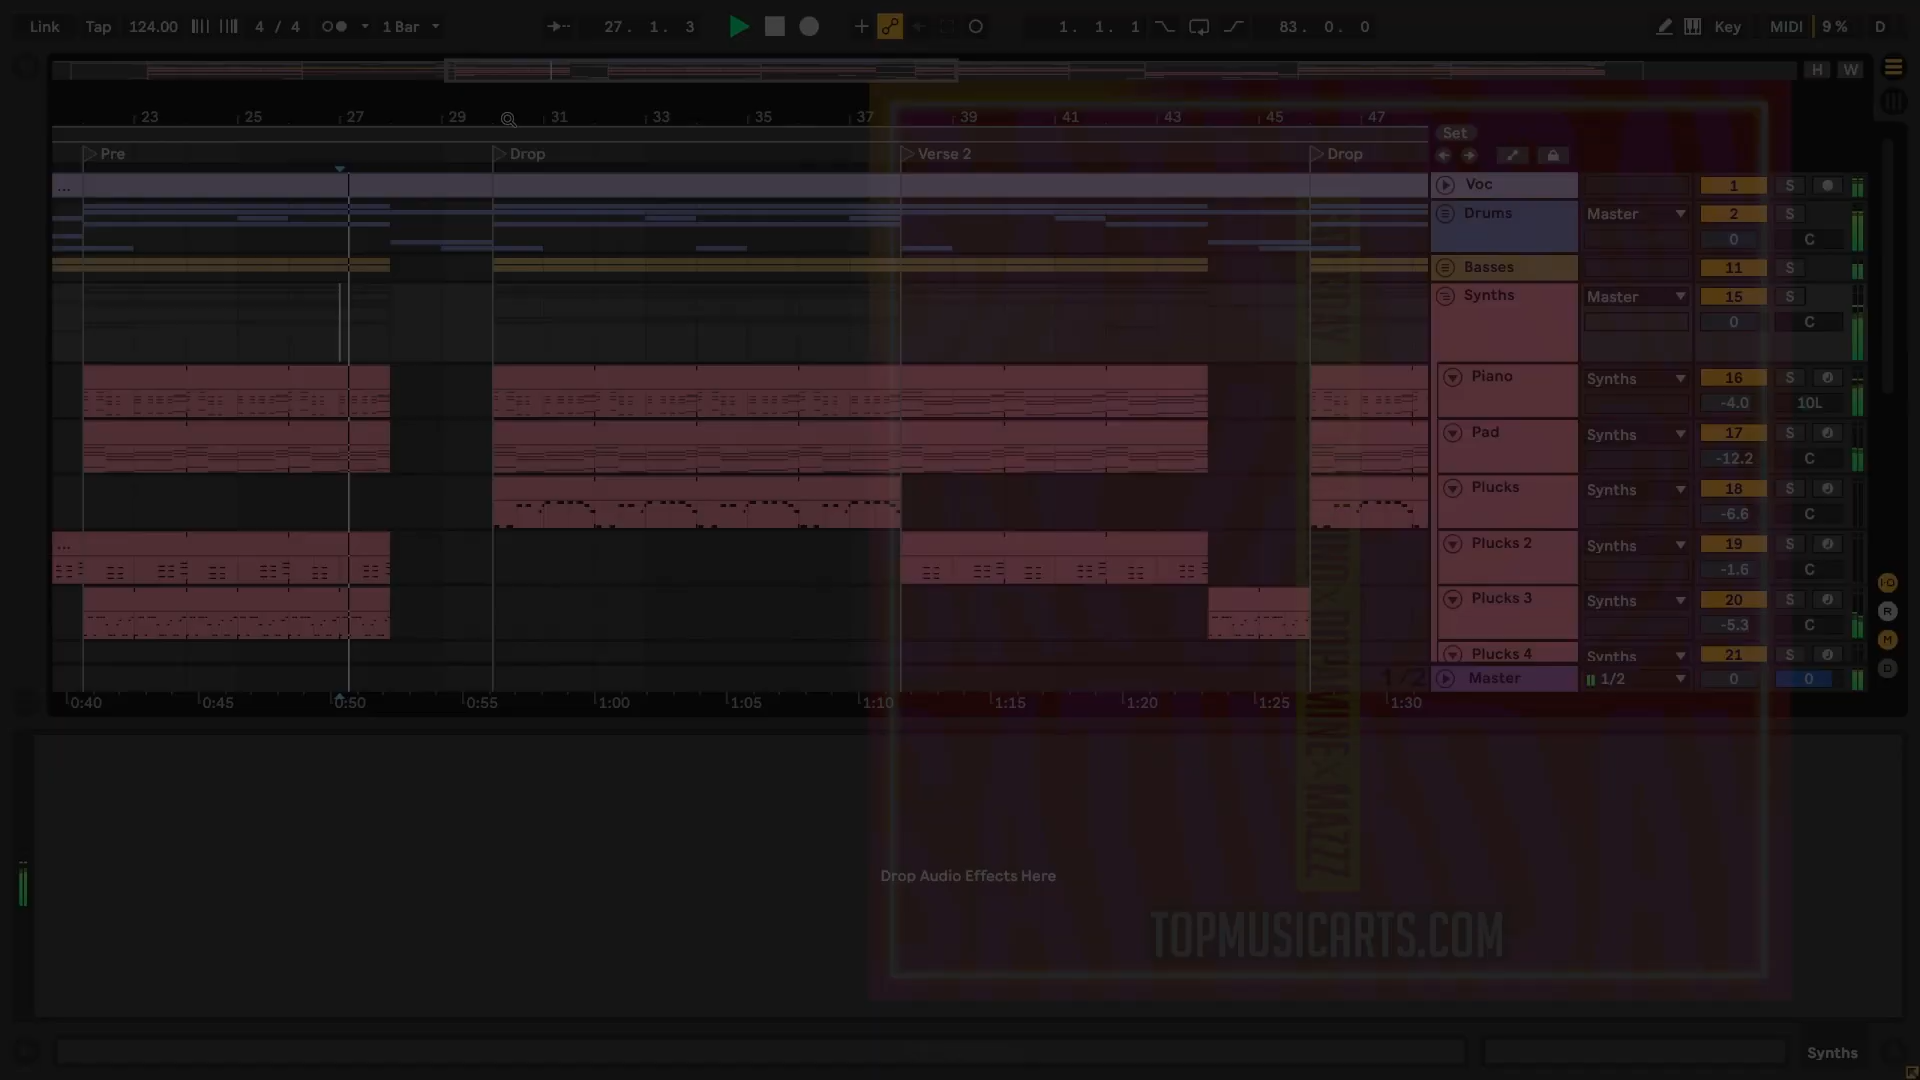 Link Tap 124.00 4 / 4 1 Bar 27. 1. 3 1. 1. 1 83. 0. 0 Key MIDI 9 % D
H W
23 25 27 29 31 33 35 37 39 41 43 45 47
Set
Pre Drop Verse 2 Drop
... Voc 1 S
Drums Master 2 S
0 C
Basses 11 S
Synths Master 15 S
0 C
Piano Synths 16 S
-4.0 10L
Pad Synths 17 S
-12.2 C
Plucks Synths 18 S
-6.6 C
... Plucks 2 Synths 19 S
-1.6 C
Plucks 3 Synths 20 S
-5.3 C
Plucks 4 Synths 21 S
1/2 Master 1/2 0 0
I·O
R
M
D
0:40 0:45 0:50 0:55 1:00 1:05 1:10 1:15 1:20 1:25 1:30
Drop Audio Effects Here
TOPMUSICARTS.COM
Synths